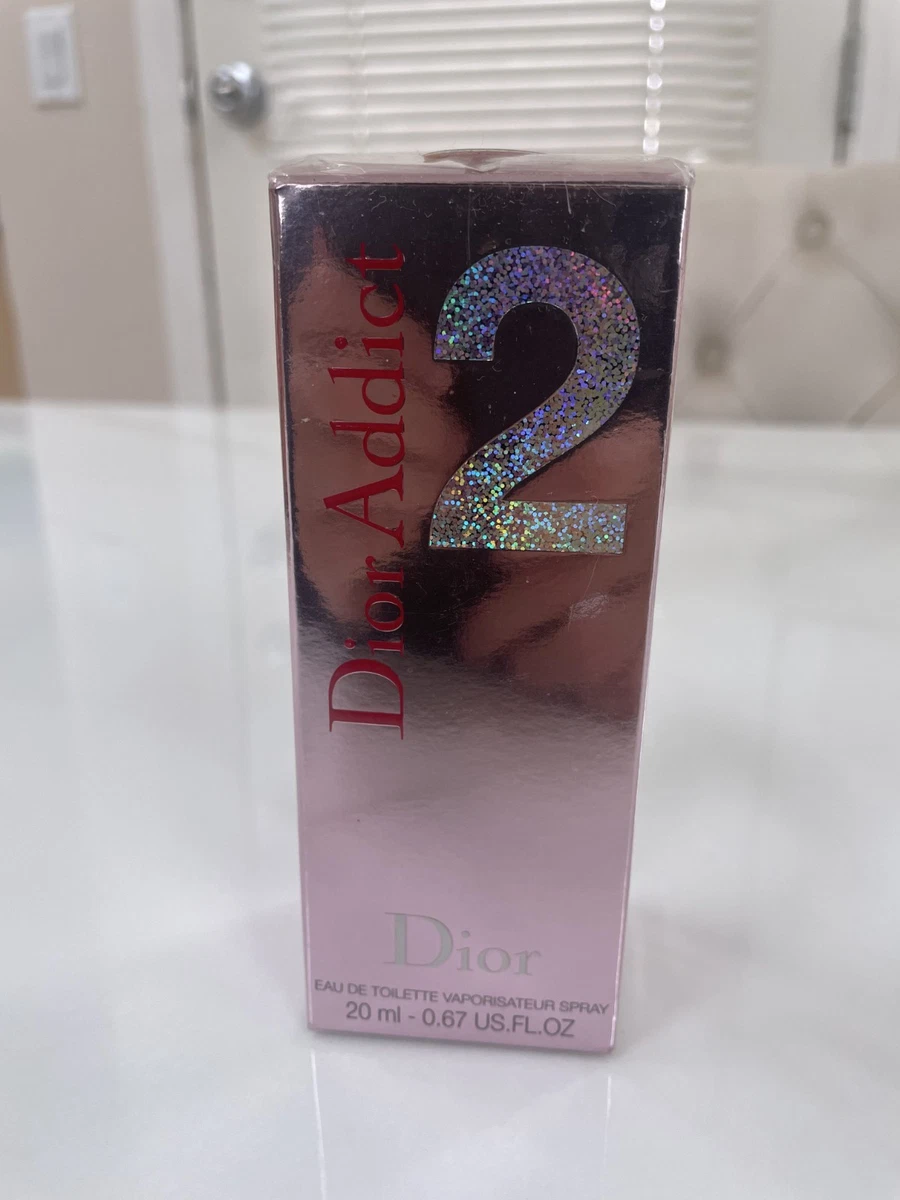 Dior Addict
2
Dior
EAU DE TOILETTE VAPORISATEUR SPRAY
20 ml - 0.67 US.FL.OZ